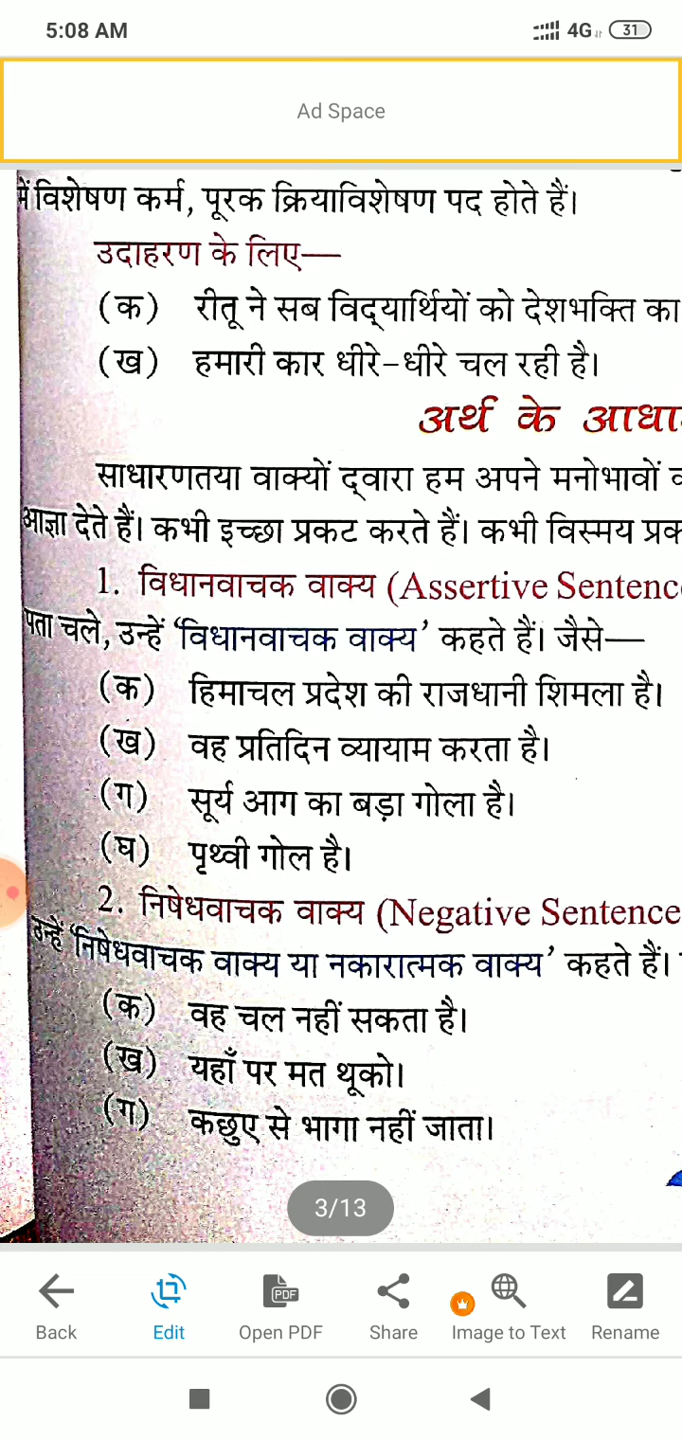 5:08 AM 4G 31
Ad Space
में विशेषण कर्म, पूरक क्रियाविशेषण पद होते हैं।
उदाहरण के लिए—
(क) रीतू ने सब विद्यार्थियों को देशभक्ति का
(ख) हमारी कार धीरे-धीरे चल रही है।
अर्थ के आधा
साधारणतया वाक्यों द्वारा हम अपने मनोभावों
आज्ञा देते हैं। कभी इच्छा प्रकट करते हैं। कभी विस्मय प्रक
1. विधानवाचक वाक्य (Assertive Sentenc
पता चले, उन्हें ‘विधानवाचक वाक्य’ कहते हैं। जैसे—
(क) हिमाचल प्रदेश की राजधानी शिमला है।
(ख) वह प्रतिदिन व्यायाम करता है।
(ग) सूर्य आग का बड़ा गोला है।
(घ) पृथ्वी गोल है।
2. निषेधवाचक वाक्य (Negative Sentence
उन्हें ‘निषेधवाचक वाक्य या नकारात्मक वाक्य’ कहते हैं।
(क) वह चल नहीं सकता है।
(ख) यहाँ पर मत थूको।
(ग) कछुए से भागा नहीं जाता।
3/13
Back Edit Open PDF Share Image to Text Rename